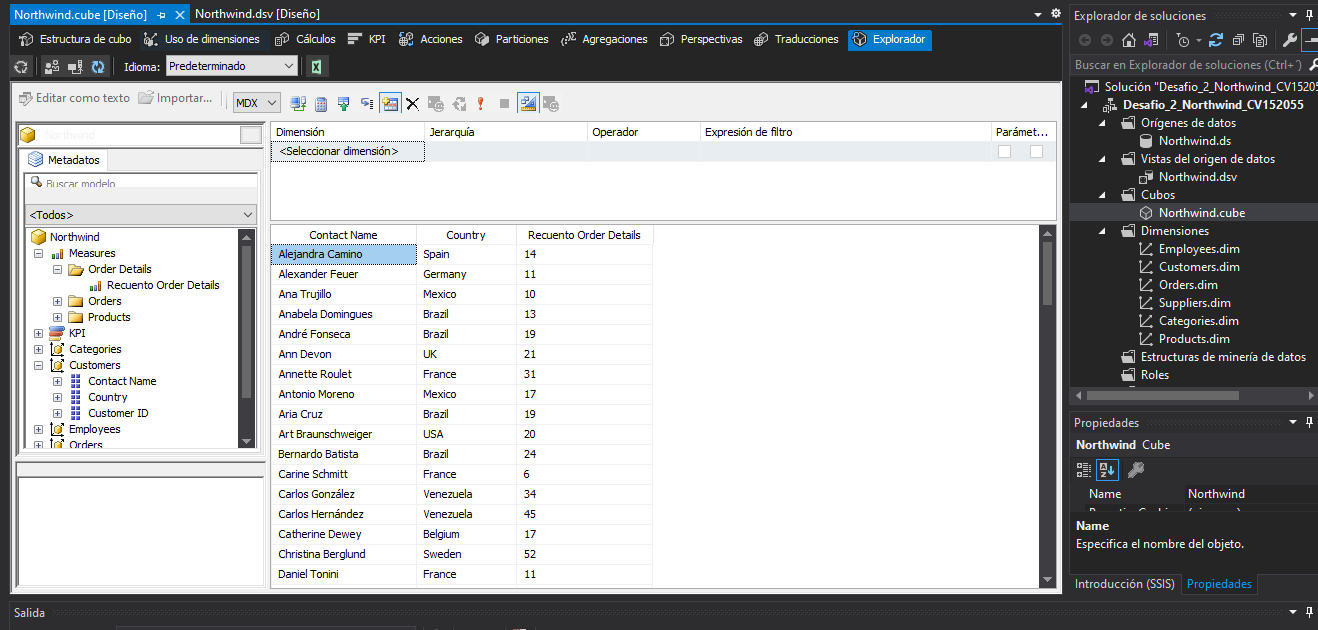 Northwind.cube [Diseño]
Northwind.dsv [Diseño]
Estructura de cubo
Uso de dimensiones
Cálculos
KPI
Acciones
Particiones
Agregaciones
Perspectivas
Traducciones
Explorador
Idioma: Predeterminado
Editar como texto
Importar...
MDX
Northwind
Metadatos
Buscar modelo
<Todos>
Northwind
Measures
Order Details
Recuento Order Details
Orders
Products
KPI
Categories
Customers
Contact Name
Country
Customer ID
Employees
Orders
Dimensión Jerarquía Operador Expresión de filtro Parámet...
<Seleccionar dimensión>
Contact Name Country Recuento Order Details
Alejandra Camino Spain 14
Alexander Feuer Germany 11
Ana Trujillo Mexico 10
Anabela Domingues Brazil 13
André Fonseca Brazil 19
Ann Devon UK 21
Annette Roulet France 31
Antonio Moreno Mexico 17
Aria Cruz Brazil 19
Art Braunschweiger USA 20
Bernardo Batista Brazil 24
Carine Schmitt France 6
Carlos González Venezuela 34
Carlos Hernández Venezuela 45
Catherine Dewey Belgium 17
Christina Berglund Sweden 52
Daniel Tonini France 11
Explorador de soluciones
Buscar en Explorador de soluciones (Ctrl+')
Solución "Desafio_2_Northwind_CV15205
Desafio_2_Northwind_CV152055
Orígenes de datos
Northwind.ds
Vistas del origen de datos
Northwind.dsv
Cubos
Northwind.cube
Dimensiones
Employees.dim
Customers.dim
Orders.dim
Suppliers.dim
Categories.dim
Products.dim
Estructuras de minería de datos
Roles
Propiedades
Northwind Cube
Name Northwind
Name
Especifica el nombre del objeto.
Introducción (SSIS) Propiedades
Salida